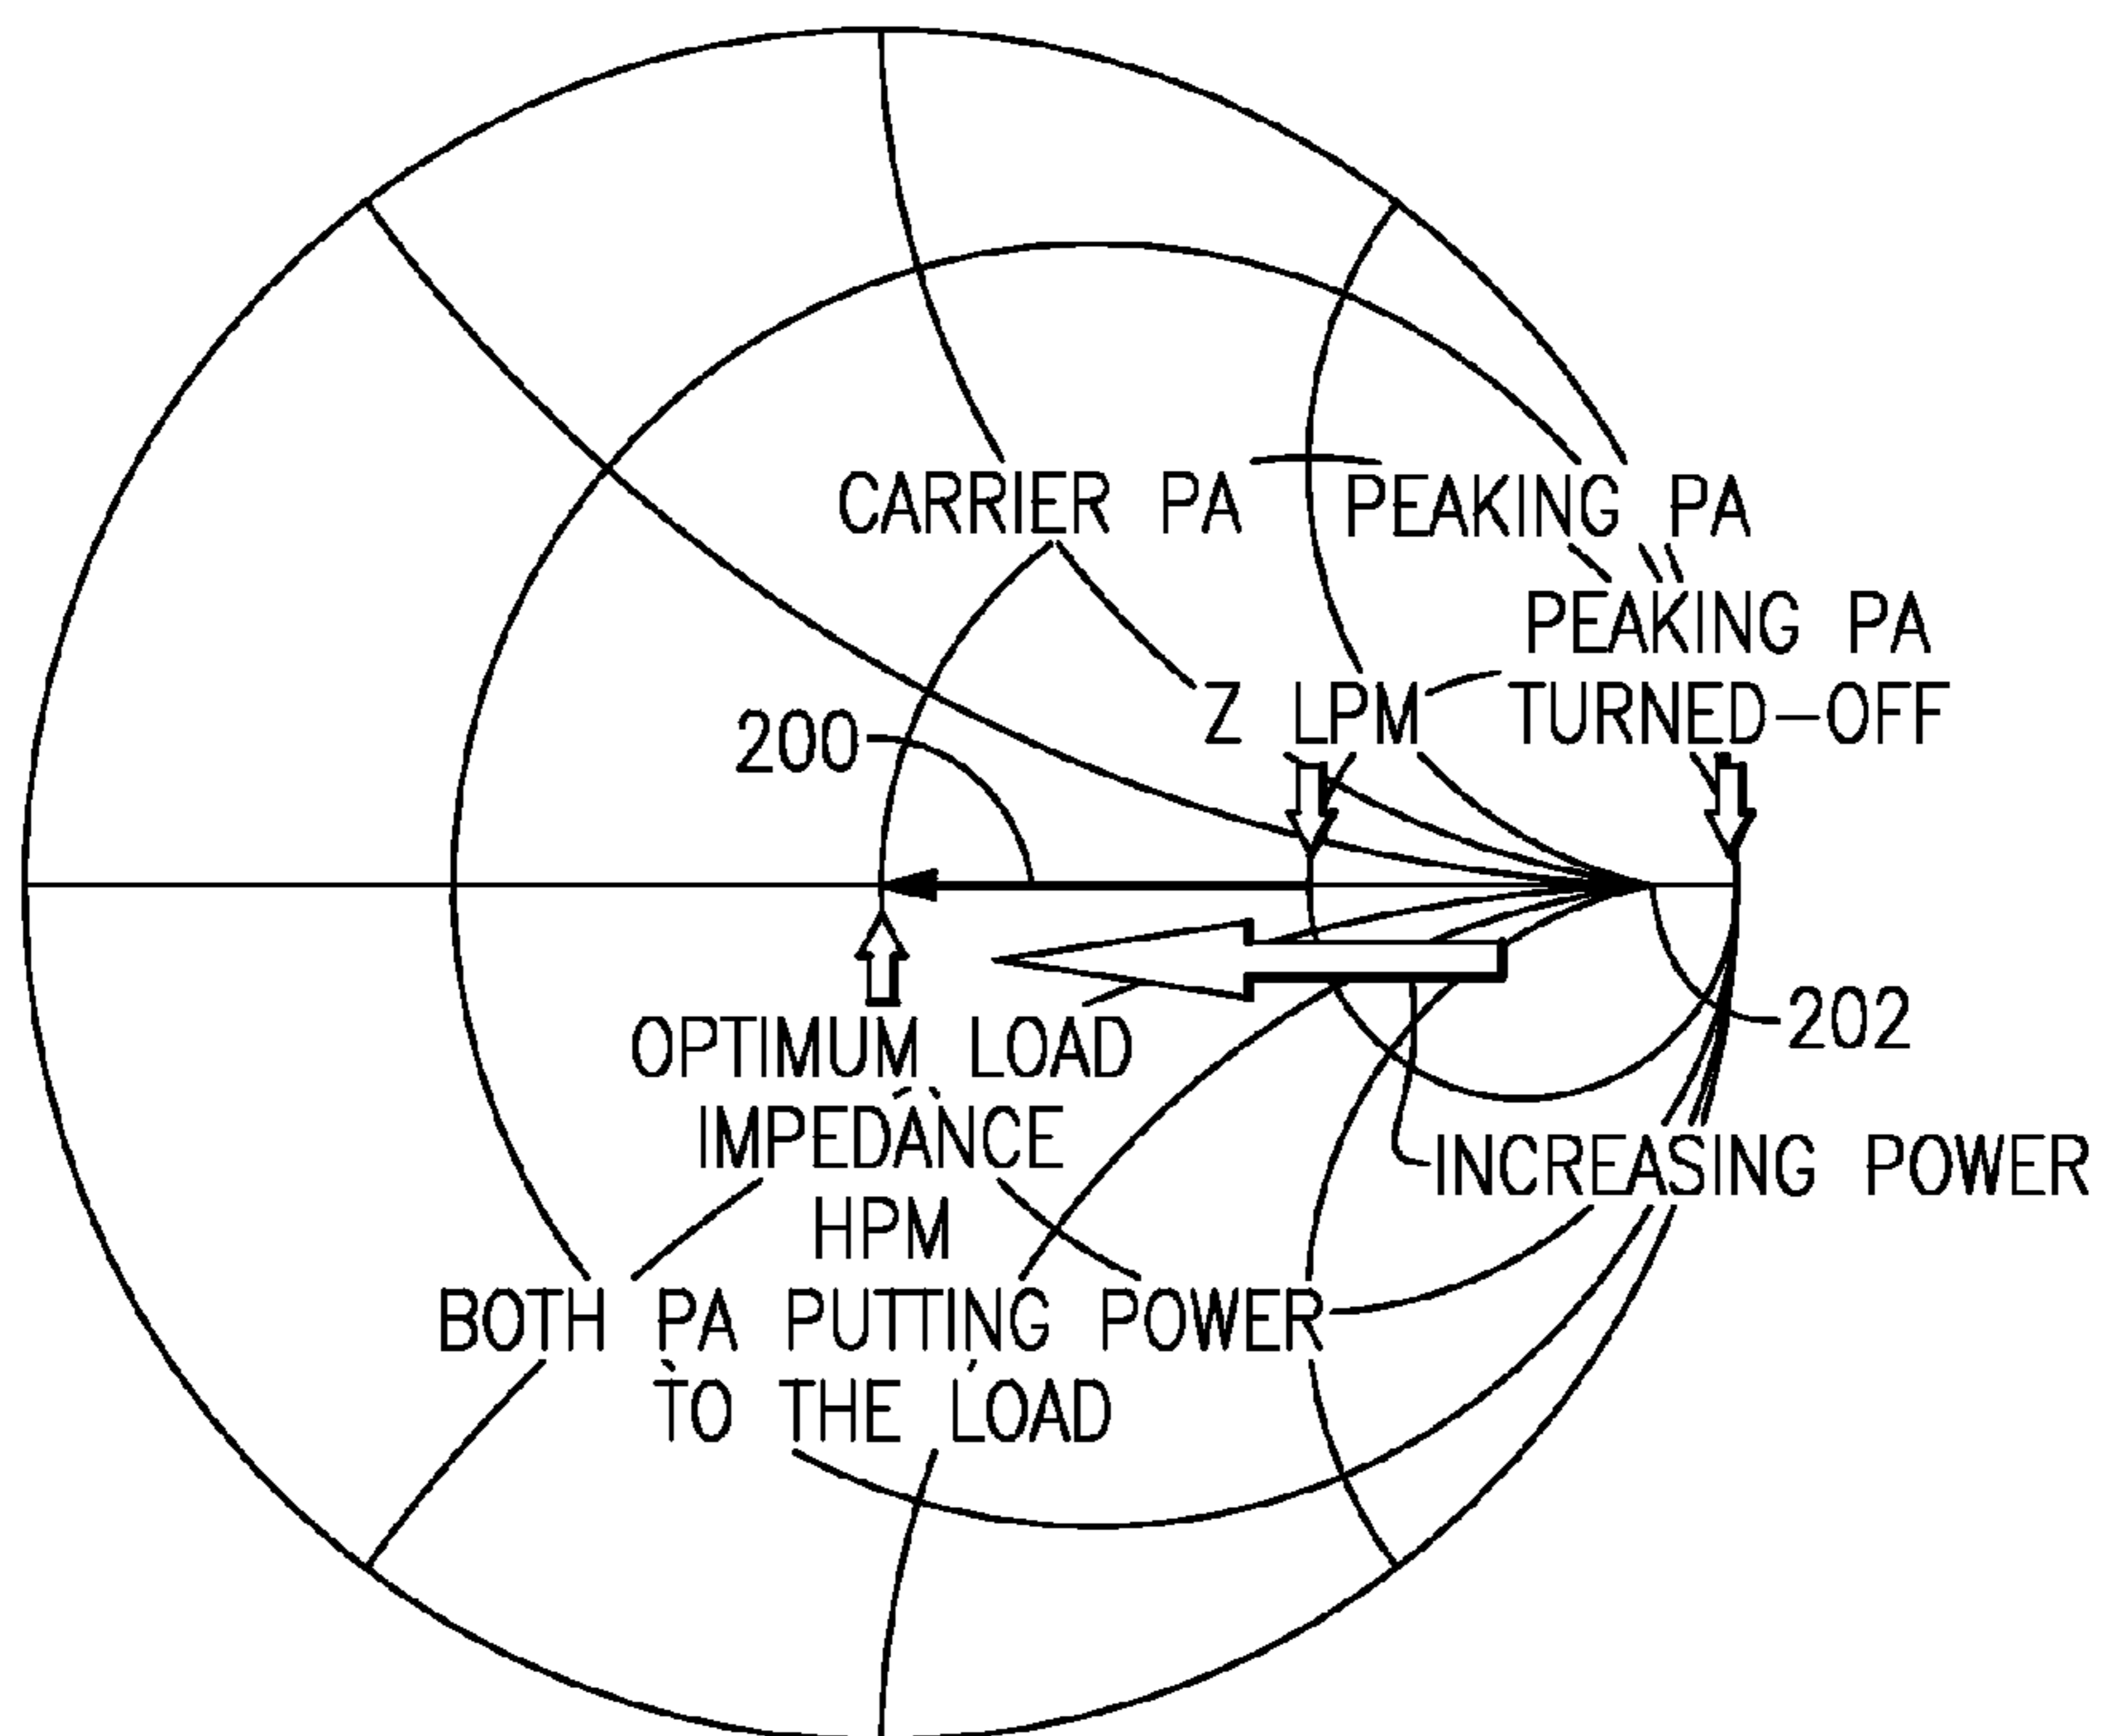 CARRIER PA
PEAKING PA
PEAKING PA
TURNED-OFF
Z LPM
200
202
OPTIMUM LOAD
IMPEDANCE
HPM
BOTH PA PUTTING POWER
TO THE LOAD
INCREASING POWER